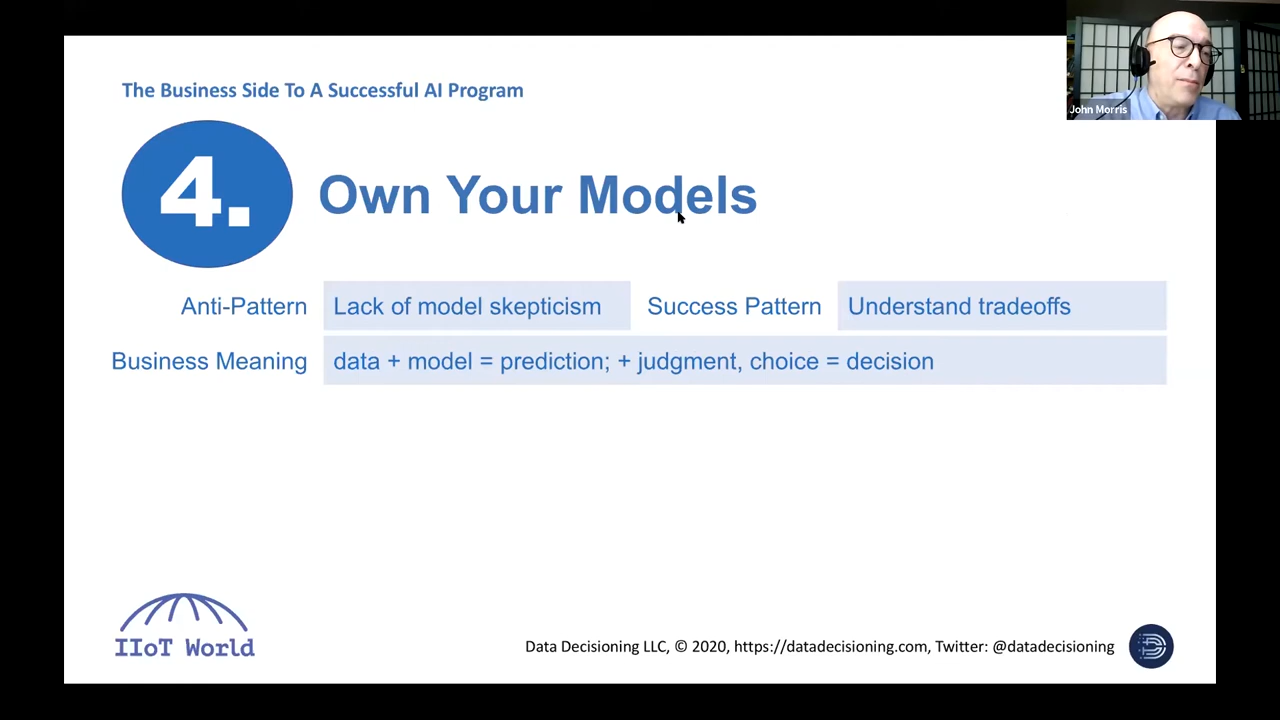 The Business Side To A Successful AI Program
John Morris
4. Own Your Models
Anti-Pattern Lack of model skepticism Success Pattern Understand tradeoffs
Business Meaning data + model = prediction; + judgment, choice = decision
IIoT World
Data Decisioning LLC, © 2020, https://datadecisioning.com, Twitter: @datadecisioning